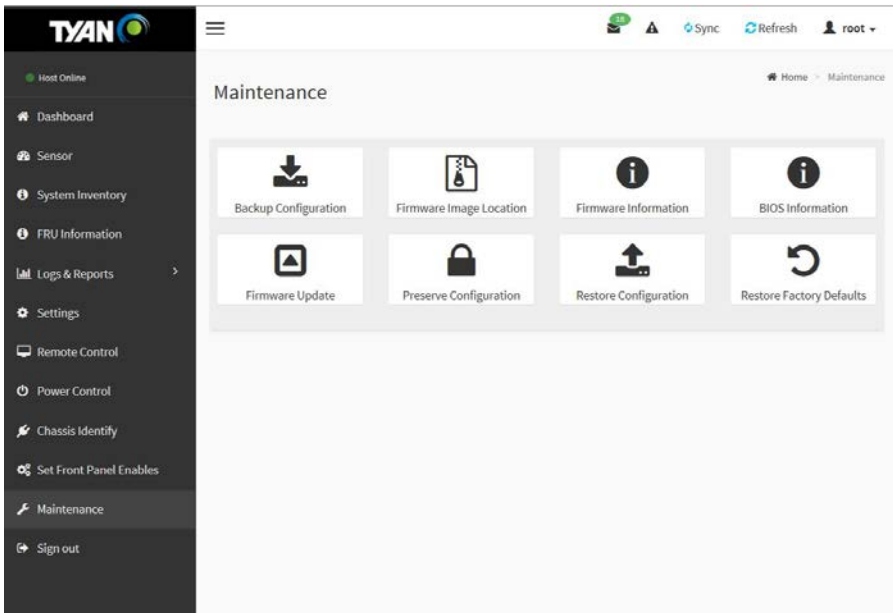 TYAN
Host Online
Dashboard
Sensor
System Inventory
FRU Information
Logs & Reports
Settings
Remote Control
Power Control
Chassis Identify
Set Front Panel Enables
Maintenance
Sign out
18
Sync
Refresh
root
Maintenance
Home > Maintenance
Backup Configuration
Firmware Image Location
Firmware Information
BIOS Information
Firmware Update
Preserve Configuration
Restore Configuration
Restore Factory Defaults